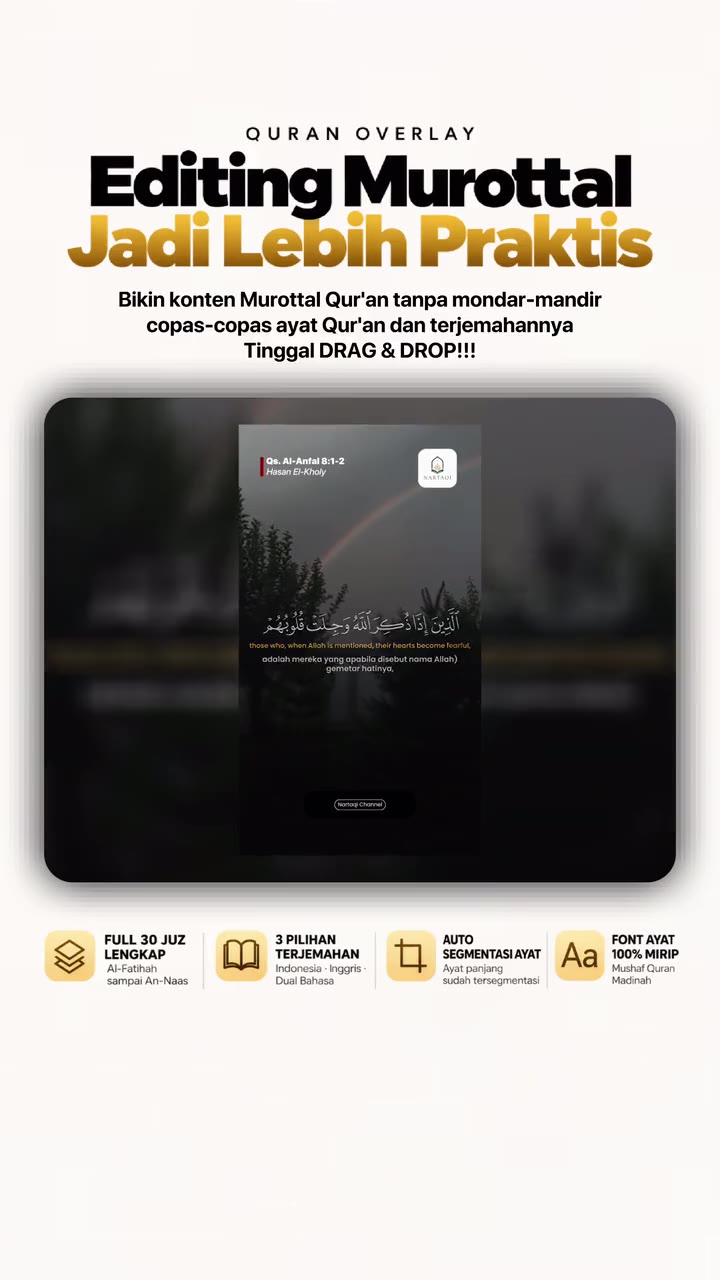 QURAN OVERLAY
Editing Murottal
Jadi Lebih Praktis
Bikin konten Murottal Qur'an tanpa mondar-mandir
copas-copas ayat Qur'an dan terjemahannya
Tinggal DRAG & DROP!!!
Qs. Al-Anfal 8:1-2
Hasan El-Kholy
NARTAQI
ٱلَّذِينَ إِذَا ذُكِرَ ٱللَّهُ وَجِلَتْ قُلُوبُهُمْ
those who, when Allah is mentioned, their hearts become fearful,
adalah mereka yang apabila disebut nama Allah)
gemetar hatinya,
Nartaqi Channel
FULL 30 JUZ
LENGKAP
Al-Fatihah
sampai An-Naas
3 PILIHAN
TERJEMAHAN
Indonesia · Inggris ·
Dual Bahasa
AUTO
SEGMENTASI AYAT
Ayat panjang
sudah tersegmentasi
Aa
FONT AYAT
100% MIRIP
Mushaf Quran
Madinah